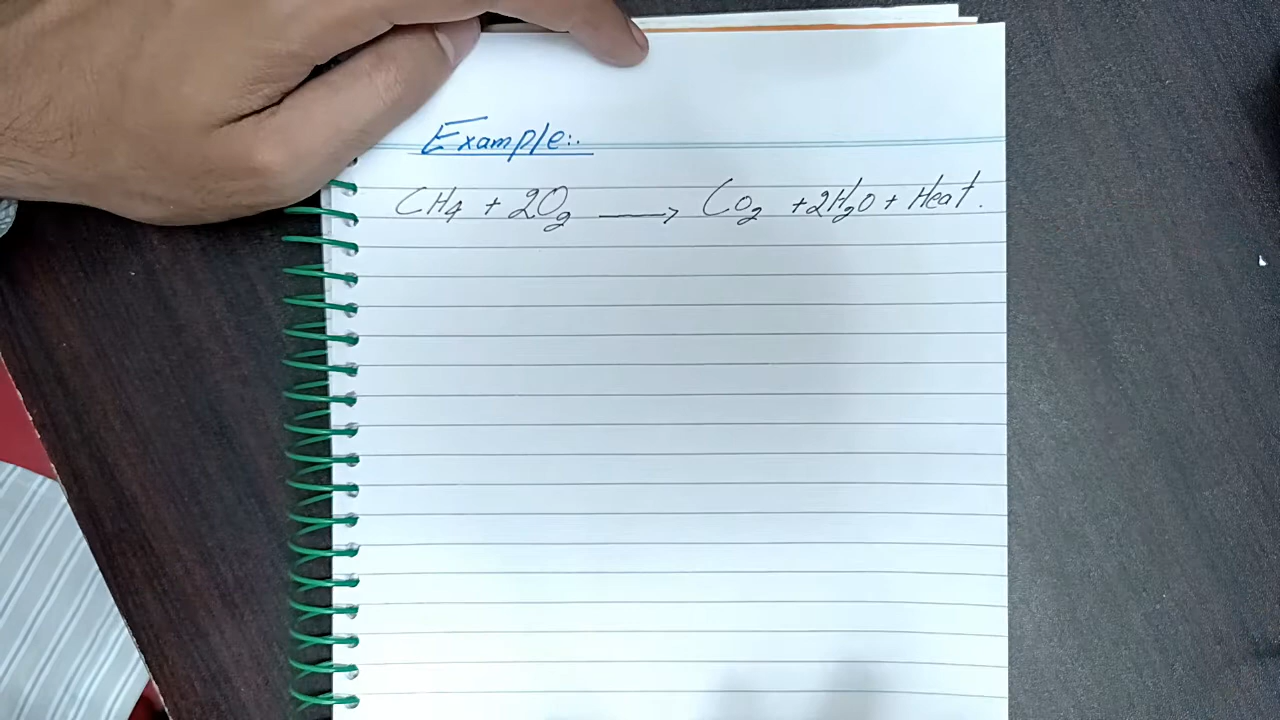 Example:.
CH4 + 2O2 → CO2 + 2H2O + Heat.